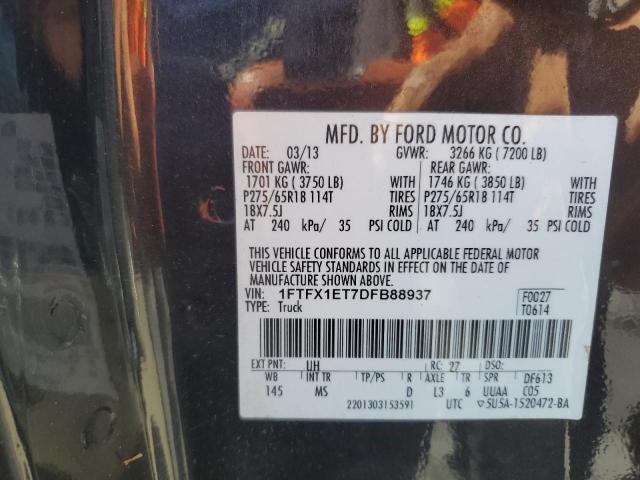 MFD. BY FORD MOTOR CO.
DATE: 03/13 GVWR: 3266 KG ( 7200 LB)
FRONT GAWR: REAR GAWR:
1701 KG ( 3750 LB) WITH 1746 KG ( 3850 LB) WITH
P275/65R18 114T TIRES P275/65R18 114T TIRES
18X7.5J RIMS 18X7.5J RIMS
AT 240 kPa/ 35 PSI COLD AT 240 kPa/ 35 PSI COLD
THIS VEHICLE CONFORMS TO ALL APPLICABLE FEDERAL MOTOR
VEHICLE SAFETY STANDARDS IN EFFECT ON THE DATE OF MANUFACTURE
SHOWN ABOVE.
VIN: 1FTFX1ET7DFB88937 F0027
TYPE: Truck T0614
EXT PNT: UH RC: 27 DSO:
WB INT TR TP/PS R AXLE TR SPR DF613
145 MS D L3 6 UUAA C05
2201303153591 UTC ▽5U5A-1520472-BA